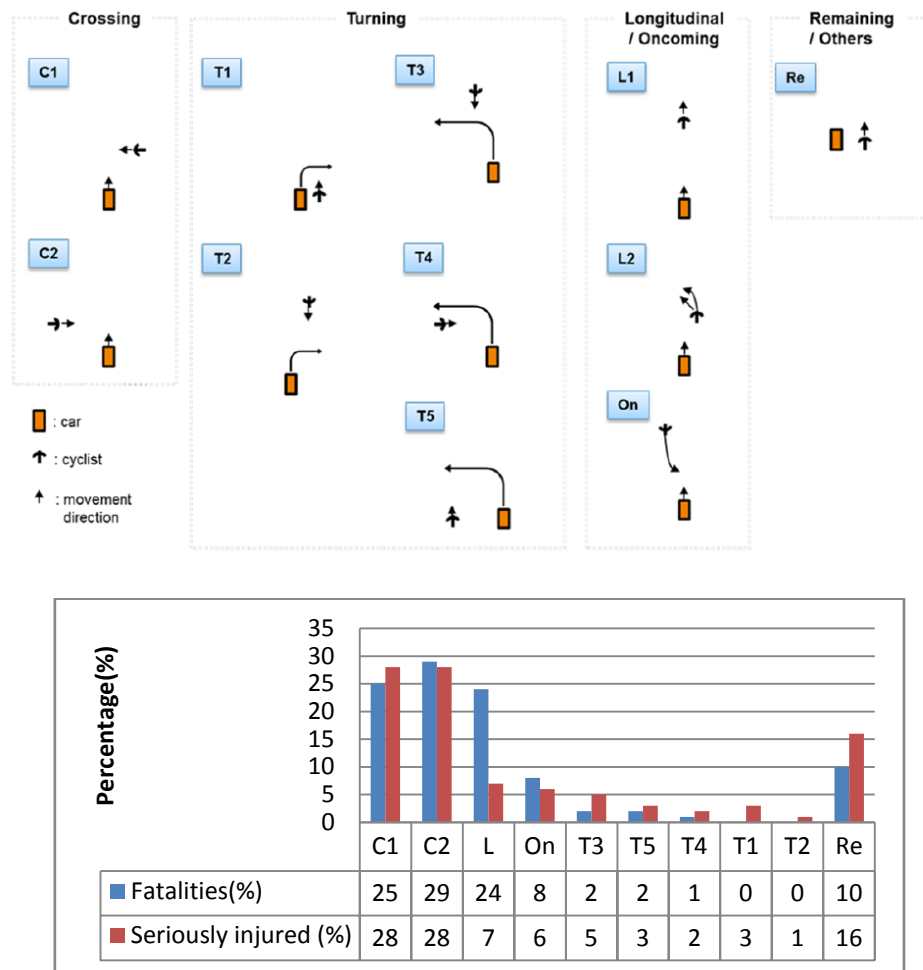 Crossing
Turning
Longitudinal
/ Oncoming
Remaining
/ Others
C1
T1
T3
L1
Re
C2
T2
T4
L2
T5
On
: car
: cyclist
: movement
direction
Percentage(%)
35
30
25
20
15
10
5
0
C1 C2 L On T3 T5 T4 T1 T2 Re
Fatalities(%) 25 29 24 8 2 2 1 0 0 10
Seriously injured (%) 28 28 7 6 5 3 2 3 1 16